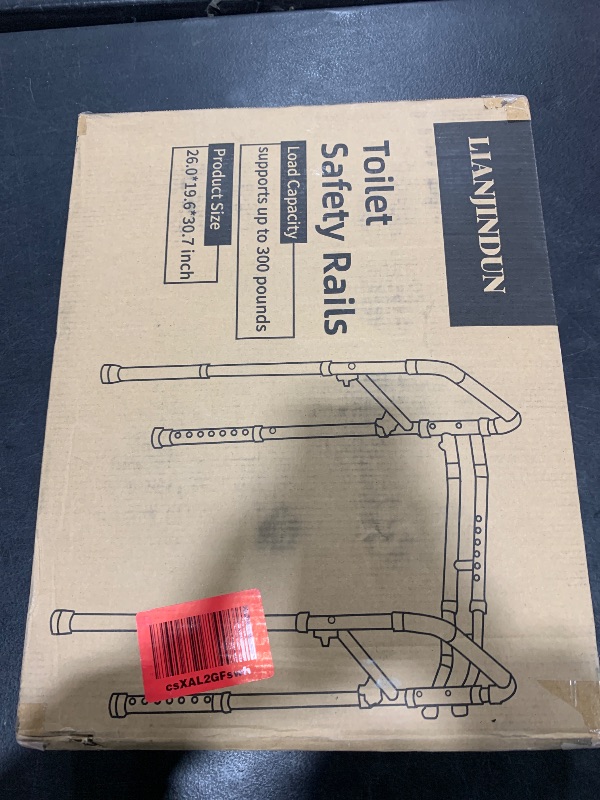 LIANJINDUN
Toilet
Safety Rails
Load Capacity
supports up to 300 pounds
Product Size
26.0*19.6*30.7 inch
csXAL2GFswh